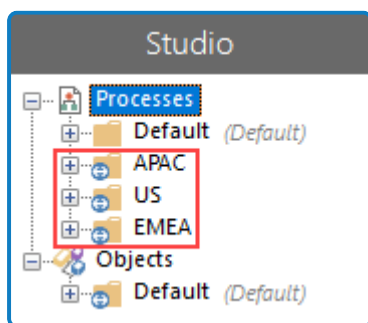 Studio
Processes
Default (Default)
APAC
US
EMEA
Objects
Default (Default)